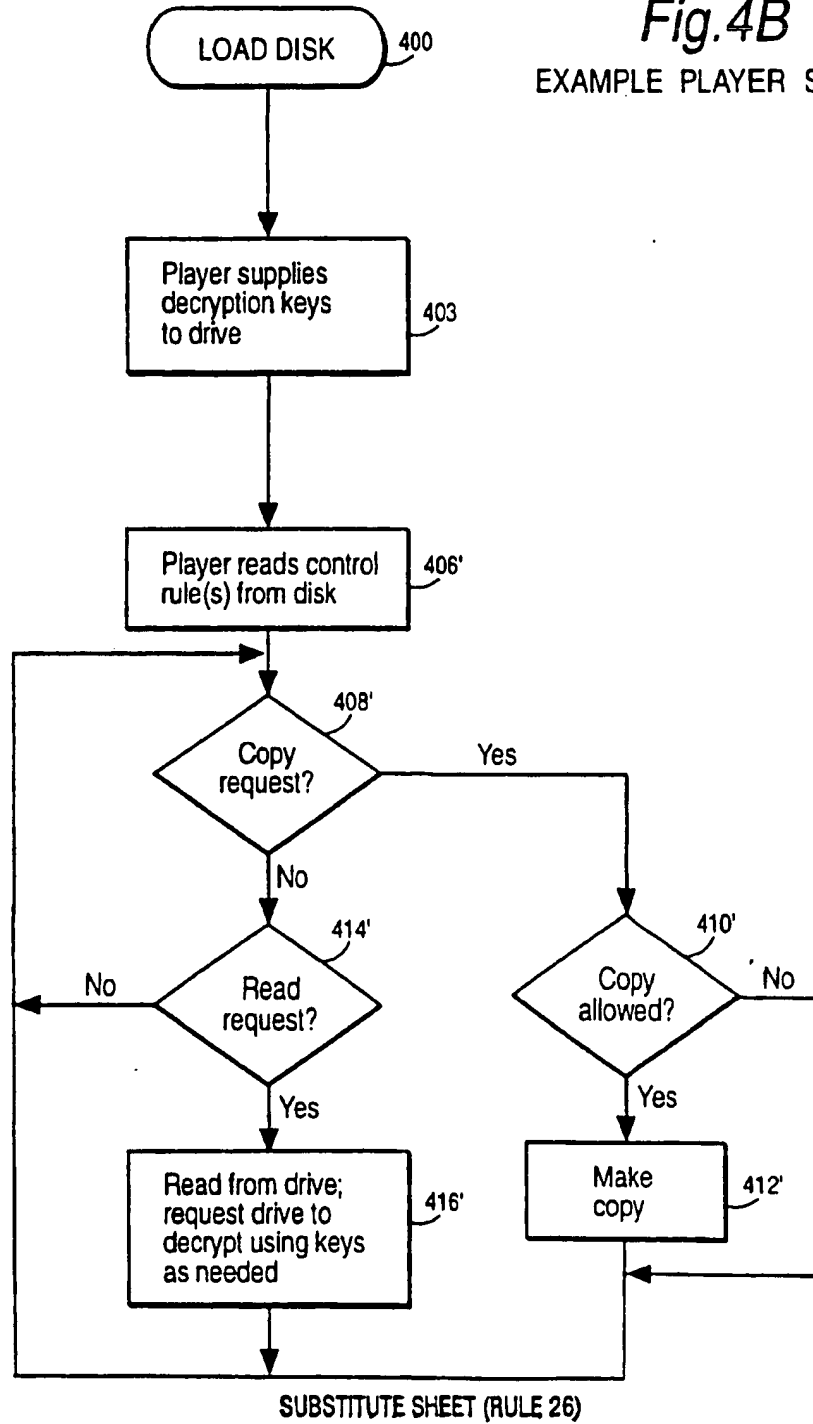 Fig.4B
EXAMPLE PLAYER
LOAD DISK
400
Player supplies
decryption keys
to drive
403
Player reads control
rule(s) from disk
406'
408'
Copy
request?
Yes
No
414'
Read
request?
No
Yes
410'
Copy
allowed?
No
Yes
Read from drive;
request drive to
decrypt using keys
as needed
416'
Make
copy
412'
SUBSTITUTE SHEET (RULE 26)